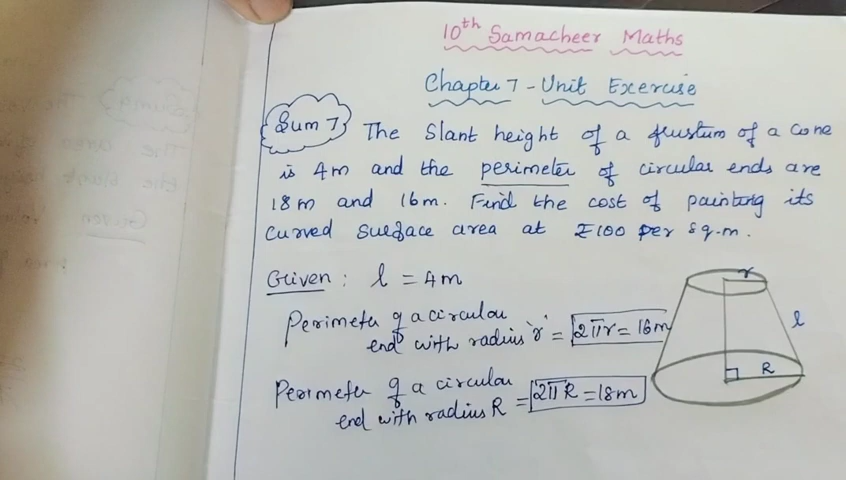 10th Samacheer Maths
Chapter 7 - Unit Exercise
Sum 7
The Slant height of a frustum of a cone
is 4m and the perimeter of circular ends are
18m and 16m. Find the cost of painting its
curved surface area at ₹100 per sq.m.
Given : l = 4m
Perimeter of a circular
end with radius 'r' = 2πr = 16m
Perimeter of a circular
end with radius R = 2πR = 18m
r
l
R